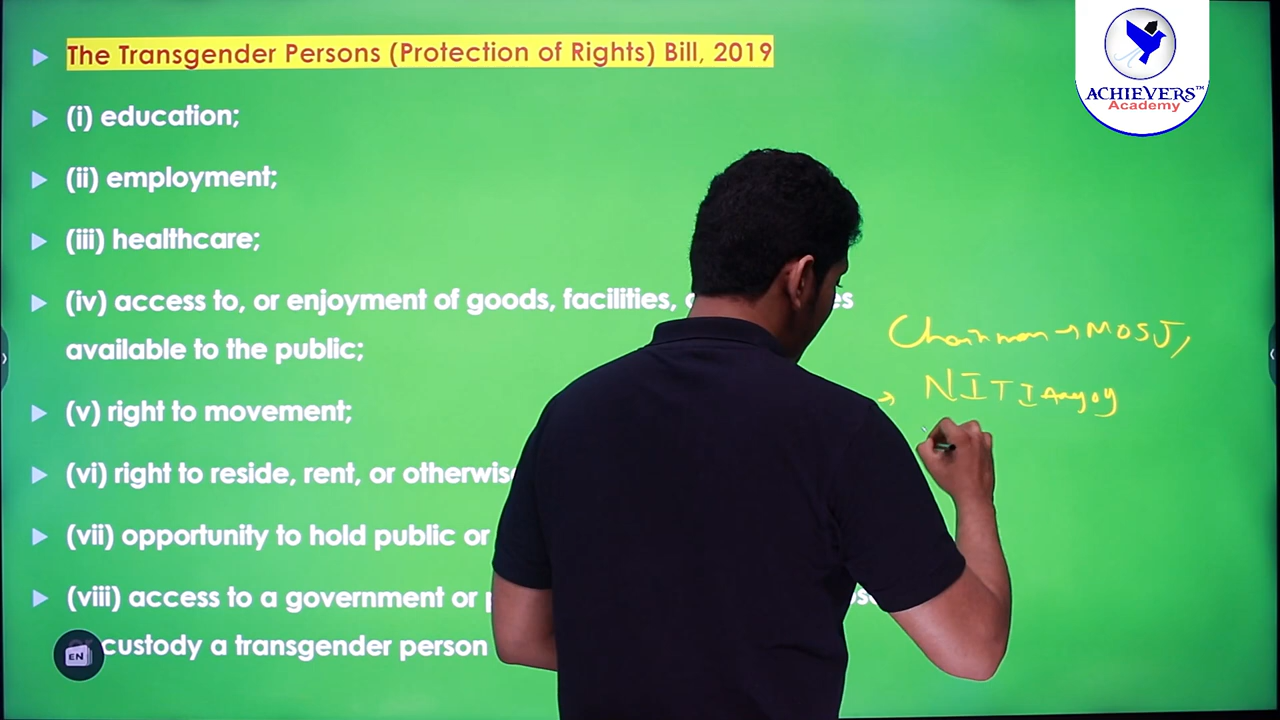 The Transgender Persons (Protection of Rights) Bill, 2019
(i) education;
(ii) employment;
(iii) healthcare;
(iv) access to, or enjoyment of goods, facilities,
available to the public;
(v) right to movement;
(vi) right to reside, rent, or otherwis
(vii) opportunity to hold public or
(viii) access to a government or
custody a transgender person
Chairman → MOSJ,
→ NITI Aayog
ACHIEVERS™
Academy
EN